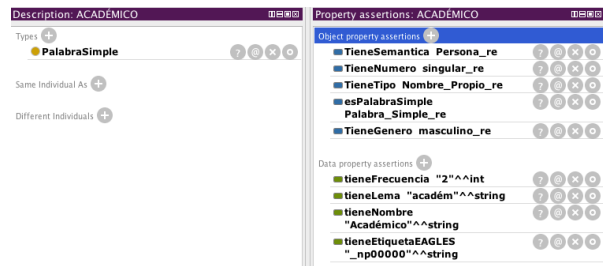 Description: ACADÉMICO
Types
PalabraSimple
Same Individual As
Different Individuals
Property assertions: ACADÉMICO
Object property assertions
TieneSemantica Persona_re
TieneNumero singular_re
TieneTipo Nombre_Propio_re
esPalabraSimple
Palabra_Simple_re
TieneGenero masculino_re
Data property assertions
tieneFrecuencia "2"^^int
tieneLema "académ"^^string
tieneNombre
"Académico"^^string
tieneEtiquetaEAGLES
"_np00000"^^string